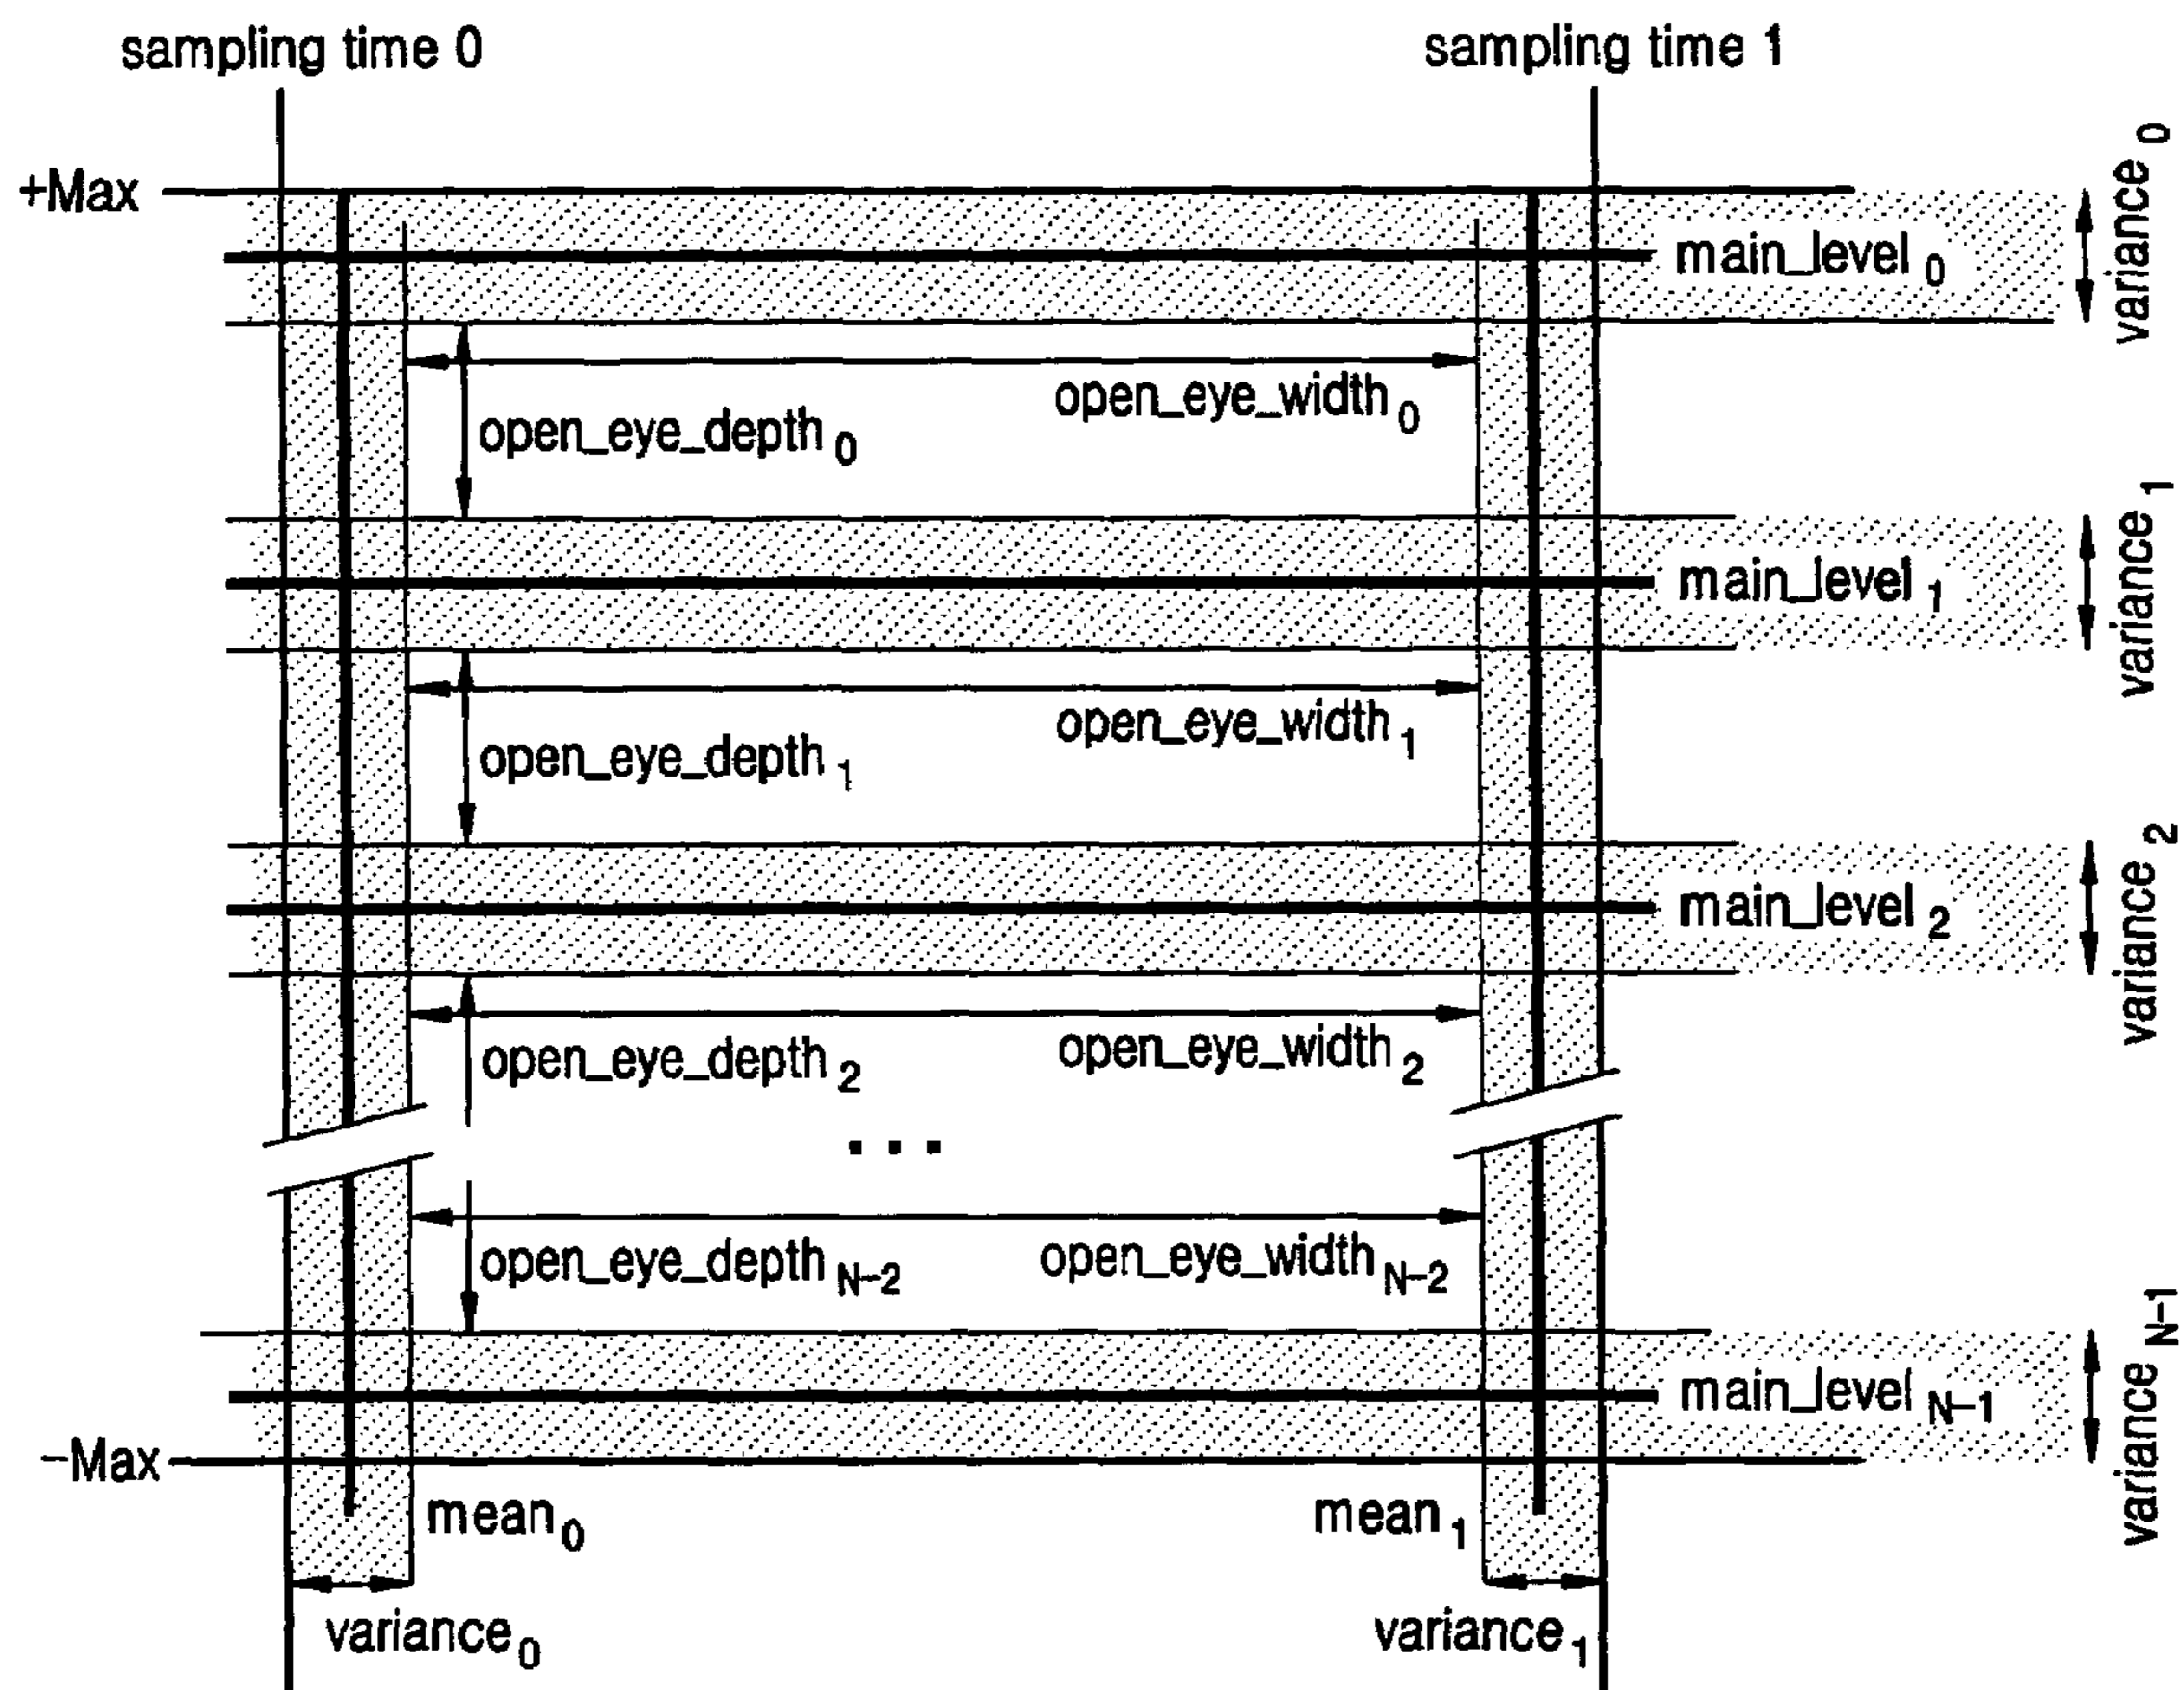 sampling time 0
sampling time 1
+Max
variance 0
main_level 0
open_eye_width 0
open_eye_depth 0
variance 1
main_level 1
open_eye_width 1
open_eye_depth 1
variance 2
main_level 2
open_eye_depth 2
open_eye_width 2
...
open_eye_depth N-2
open_eye_width N-2
variance N-1
main_level N-1
-Max
mean 0
mean 1
variance 0
variance 1